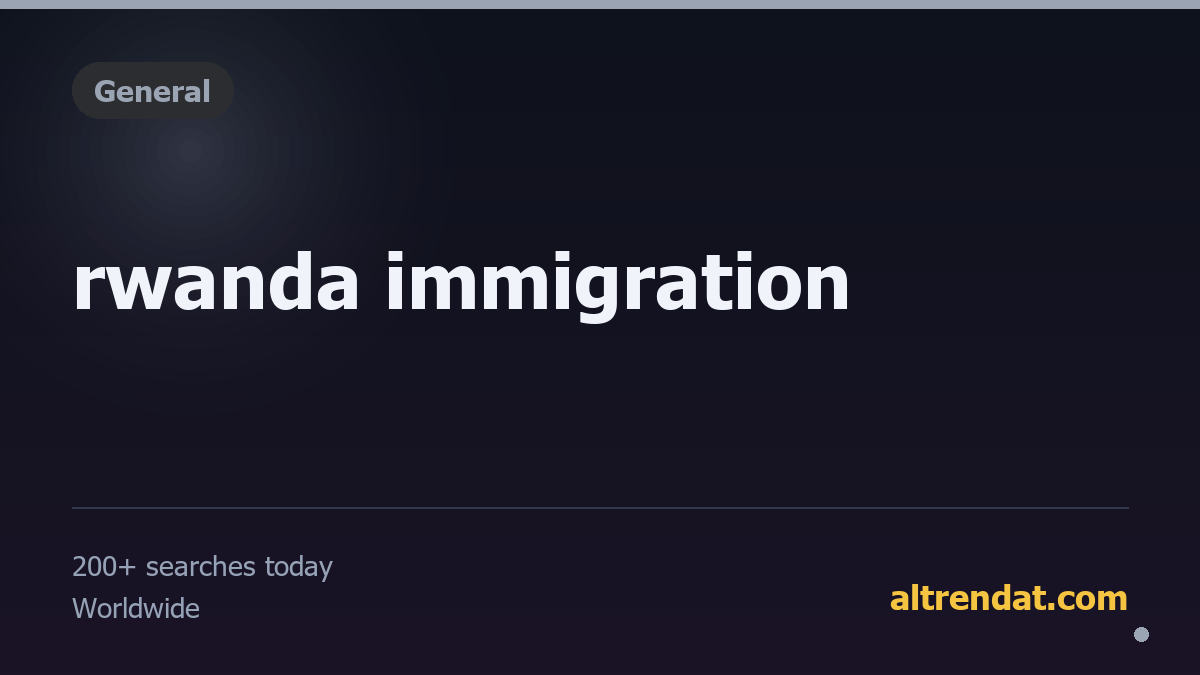 General
rwanda immigration
200+ searches today
Worldwide
altrendat.com